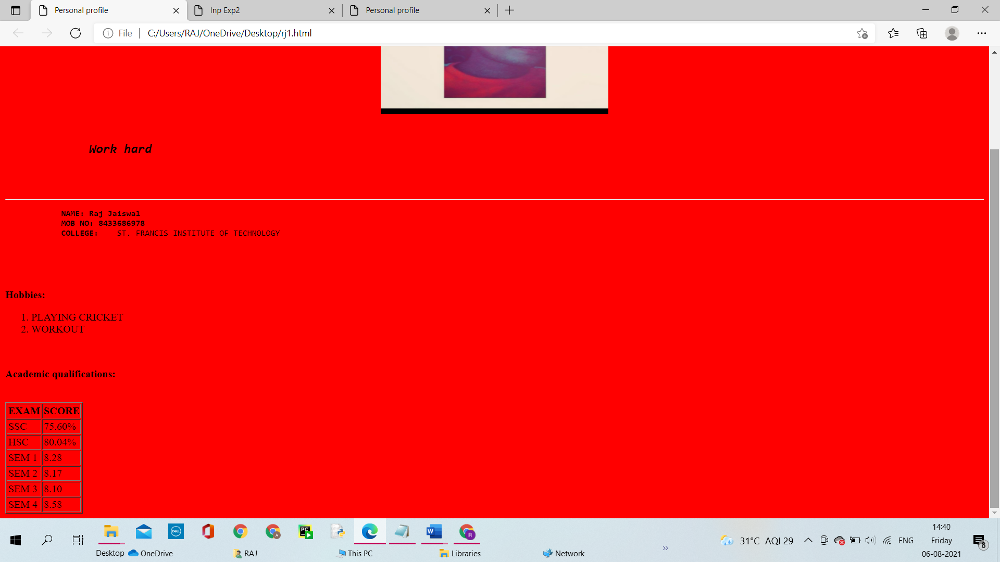 Personal profile
Inp Exp2
Personal profile
File
C:/Users/RAJ/OneDrive/Desktop/rj1.html
Work hard
NAME: Raj Jaiswal
MOB NO: 8433686978
COLLEGE: ST. FRANCIS INSTITUTE OF TECHNOLOGY
Hobbies:
1. PLAYING CRICKET
2. WORKOUT
Academic qualifications:
EXAM SCORE
SSC 75.60%
HSC 80.04%
SEM 1 8.28
SEM 2 8.17
SEM 3 8.10
SEM 4 8.58
DELL
A
PC
W
R
Desktop OneDrive RAJ This PC Libraries Network
31°C AQI 29
ENG
14:40
Friday
06-08-2021
8